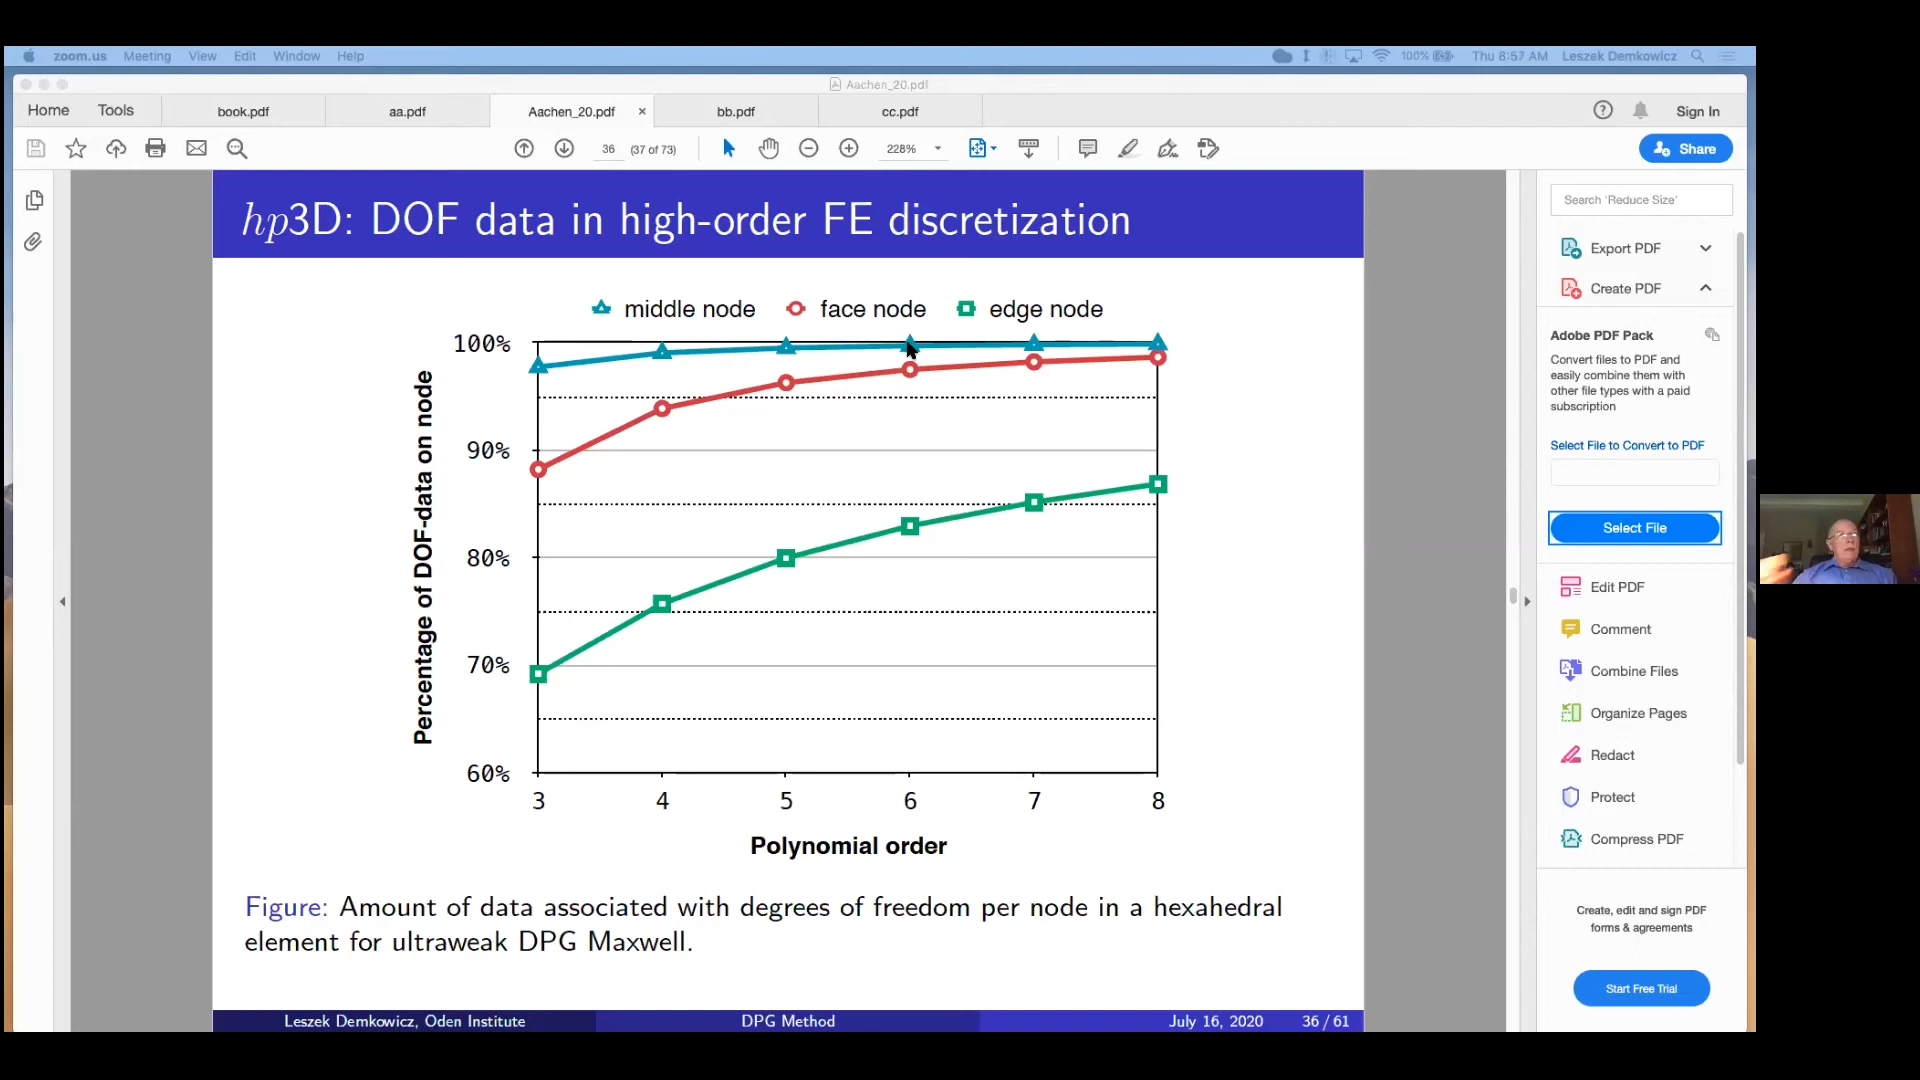 zoom.us Meeting View Edit Window Help 100% Thu 8:57 AM Leszek Demkowicz
Aachen_20.pdf
Home Tools book.pdf aa.pdf Aachen_20.pdf × bb.pdf cc.pdf Sign In
36 (37 of 73) 228% Share
hp3D: DOF data in high-order FE discretization
middle node face node edge node
100%
90%
80%
70%
60%
3 4 5 6 7 8
Percentage of DOF-data on node
Polynomial order
Figure: Amount of data associated with degrees of freedom per node in a hexahedral
element for ultraweak DPG Maxwell.
Leszek Demkowicz, Oden Institute DPG Method July 16, 2020 36 / 61
Search 'Reduce Size'
Export PDF
Create PDF
Adobe PDF Pack
Convert files to PDF and
easily combine them with
other file types with a paid
subscription
Select File to Convert to PDF
Select File
Edit PDF
Comment
Combine Files
Organize Pages
Redact
Protect
Compress PDF
Create, edit and sign PDF
forms & agreements
Start Free Trial